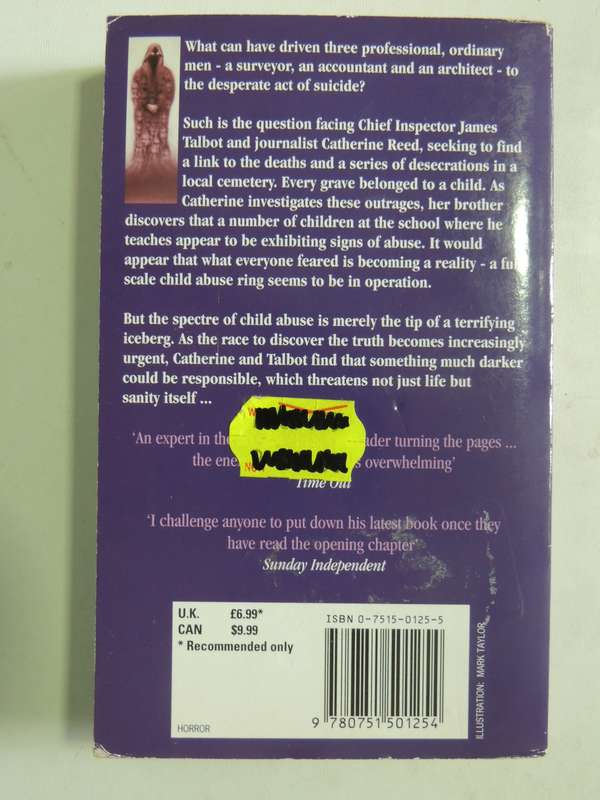 What can have driven three professional, ordinary
men - a surveyor, an accountant and an architect - to
the desperate act of suicide?
Such is the question facing Chief Inspector James
Talbot and journalist Catherine Reed, seeking to find
a link to the deaths and a series of desecrations in a
local cemetery. Every grave belonged to a child. As
Catherine investigates these outrages, her brother
discovers that a number of children at the school where he
teaches appear to be exhibiting signs of abuse. It would
appear that what everyone feared is becoming a reality - a full
scale child abuse ring seems to be in operation.
But the spectre of child abuse is merely the tip of a terrifying
iceberg. As the race to discover the truth becomes increasingly
urgent, Catherine and Talbot find that something much darker
could be responsible, which threatens not just life but
sanity itself ...
'An expert in the turning the pages ...
the overwhelming'
Time Out
'I challenge anyone to put down his latest book once they
have read the opening chapter'
Sunday Independent
U.K. £6.99*
CAN $9.99
* Recommended only
HORROR
ISBN 0-7515-0125-5
9 780751 501254
ILLUSTRATION: MARK TAYLOR